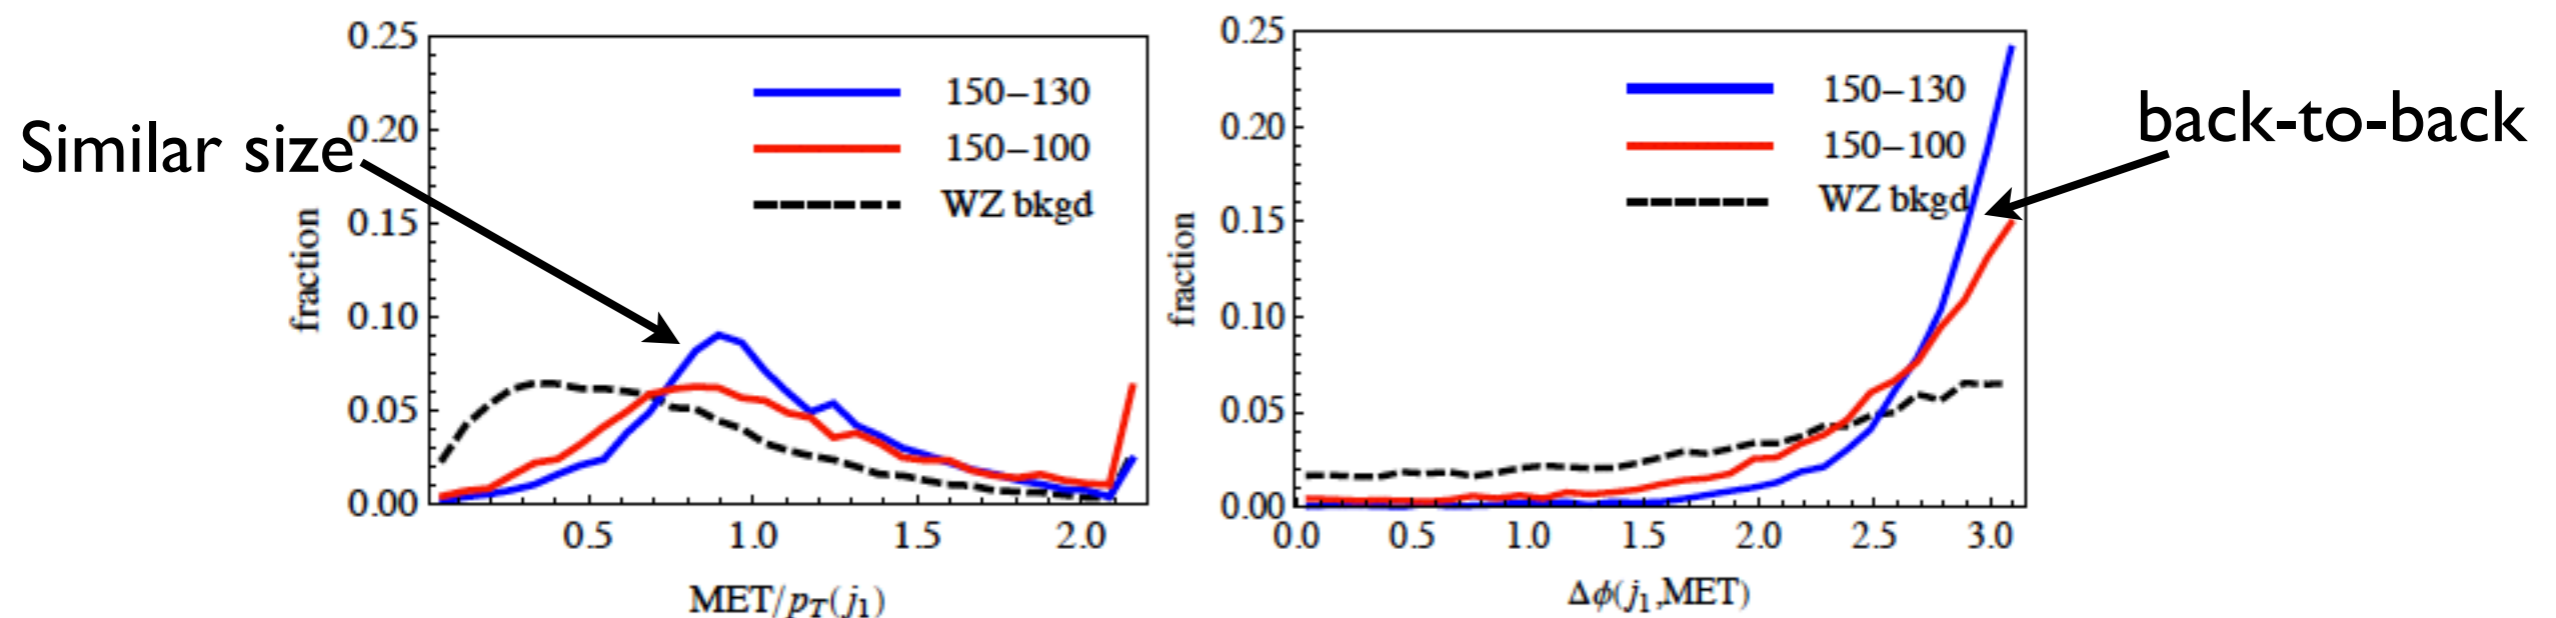 Similar size
0.25
0.20
0.15
0.10
0.05
0.00
fraction
150–130
150–100
WZ bkgd
0.5 1.0 1.5 2.0
MET/pT(j1)
0.25
0.20
0.15
0.10
0.05
0.00
fraction
150–130
150–100
WZ bkgd
0.0 0.5 1.0 1.5 2.0 2.5 3.0
Δϕ(j1,MET)
back-to-back